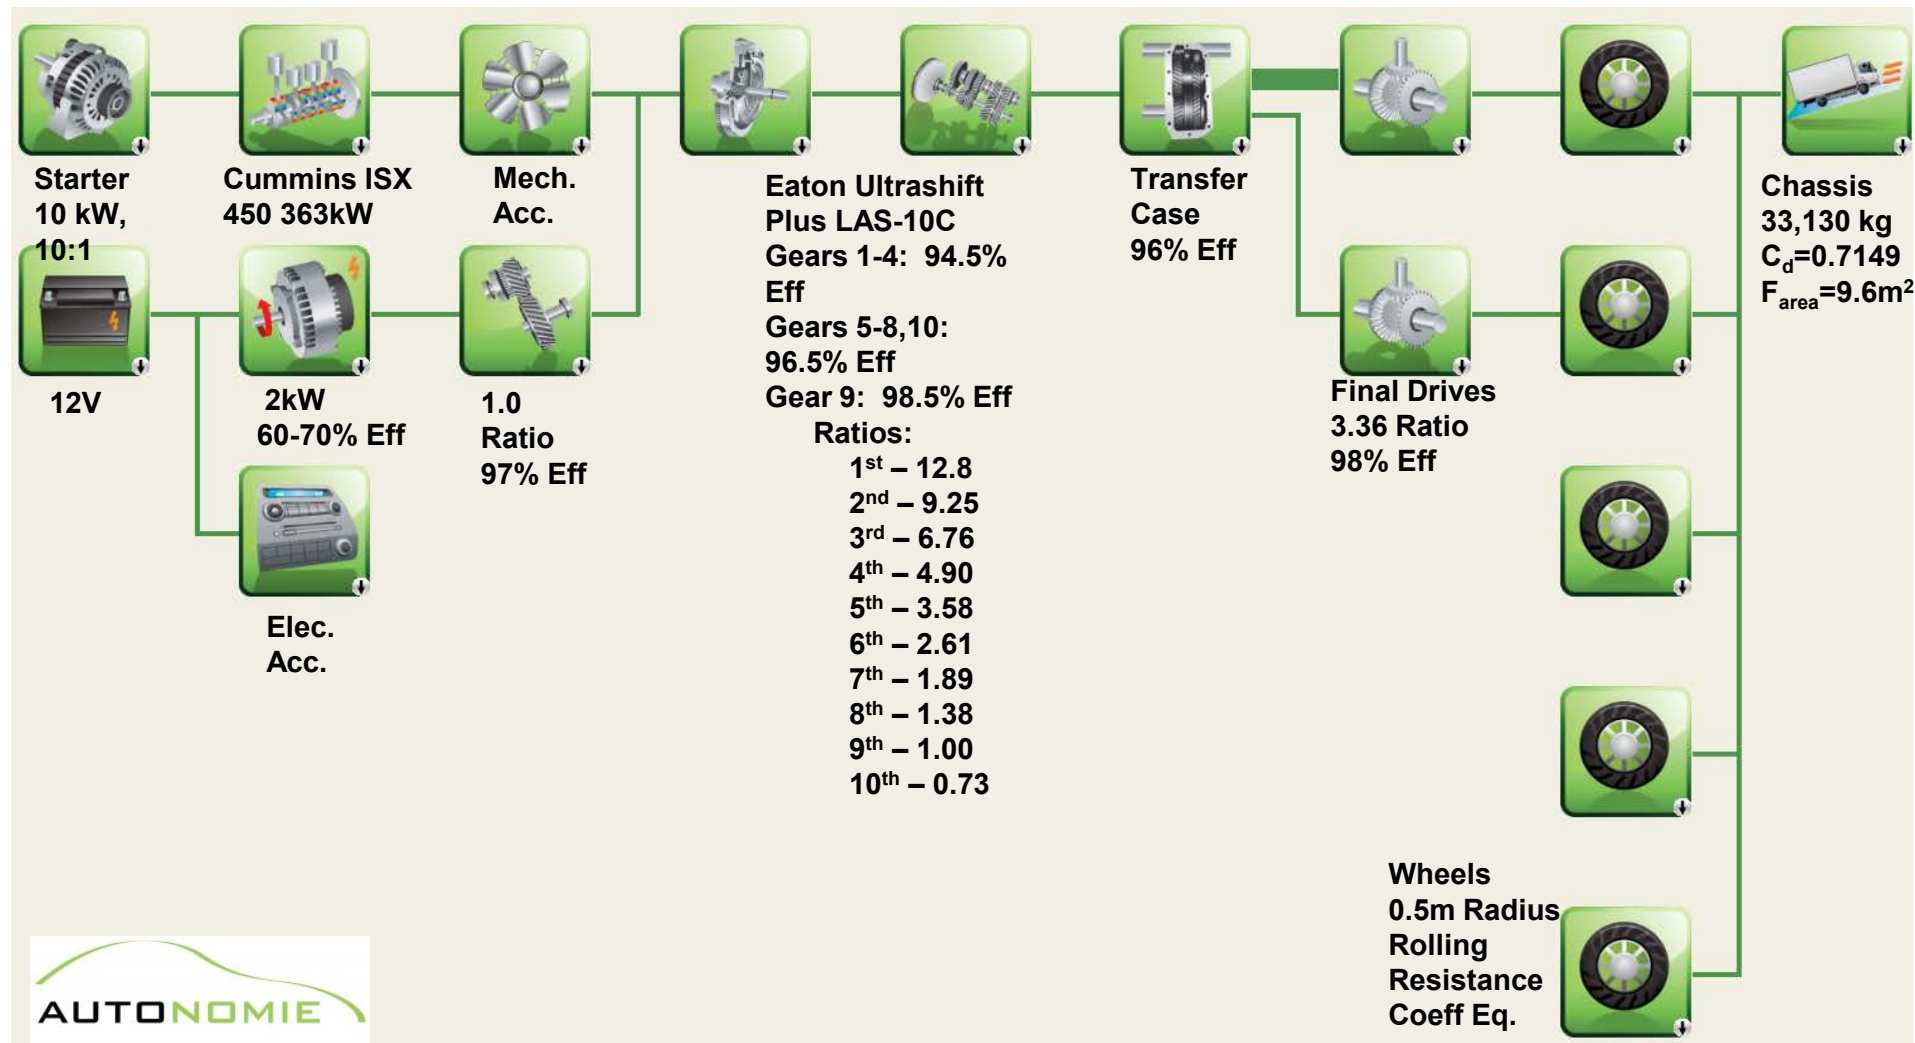 Starter
10 kW,
10:1
Cummins ISX
450 363kW
Mech.
Acc.
Eaton Ultrashift
Plus LAS-10C
Gears 1-4:  94.5%
Eff
Gears 5-8,10:
96.5% Eff
Gear 9:  98.5% Eff
Ratios:
1st – 12.8
2nd – 9.25
3rd – 6.76
4th – 4.90
5th – 3.58
6th – 2.61
7th – 1.89
8th – 1.38
9th – 1.00
10th – 0.73
Transfer
Case
96% Eff
Chassis
33,130 kg
Cd=0.7149
Farea=9.6m2
12V
2kW
60-70% Eff
1.0
Ratio
97% Eff
Final Drives
3.36 Ratio
98% Eff
Elec.
Acc.
Wheels
0.5m Radius
Rolling
Resistance
Coeff Eq.
AUTONOMIE